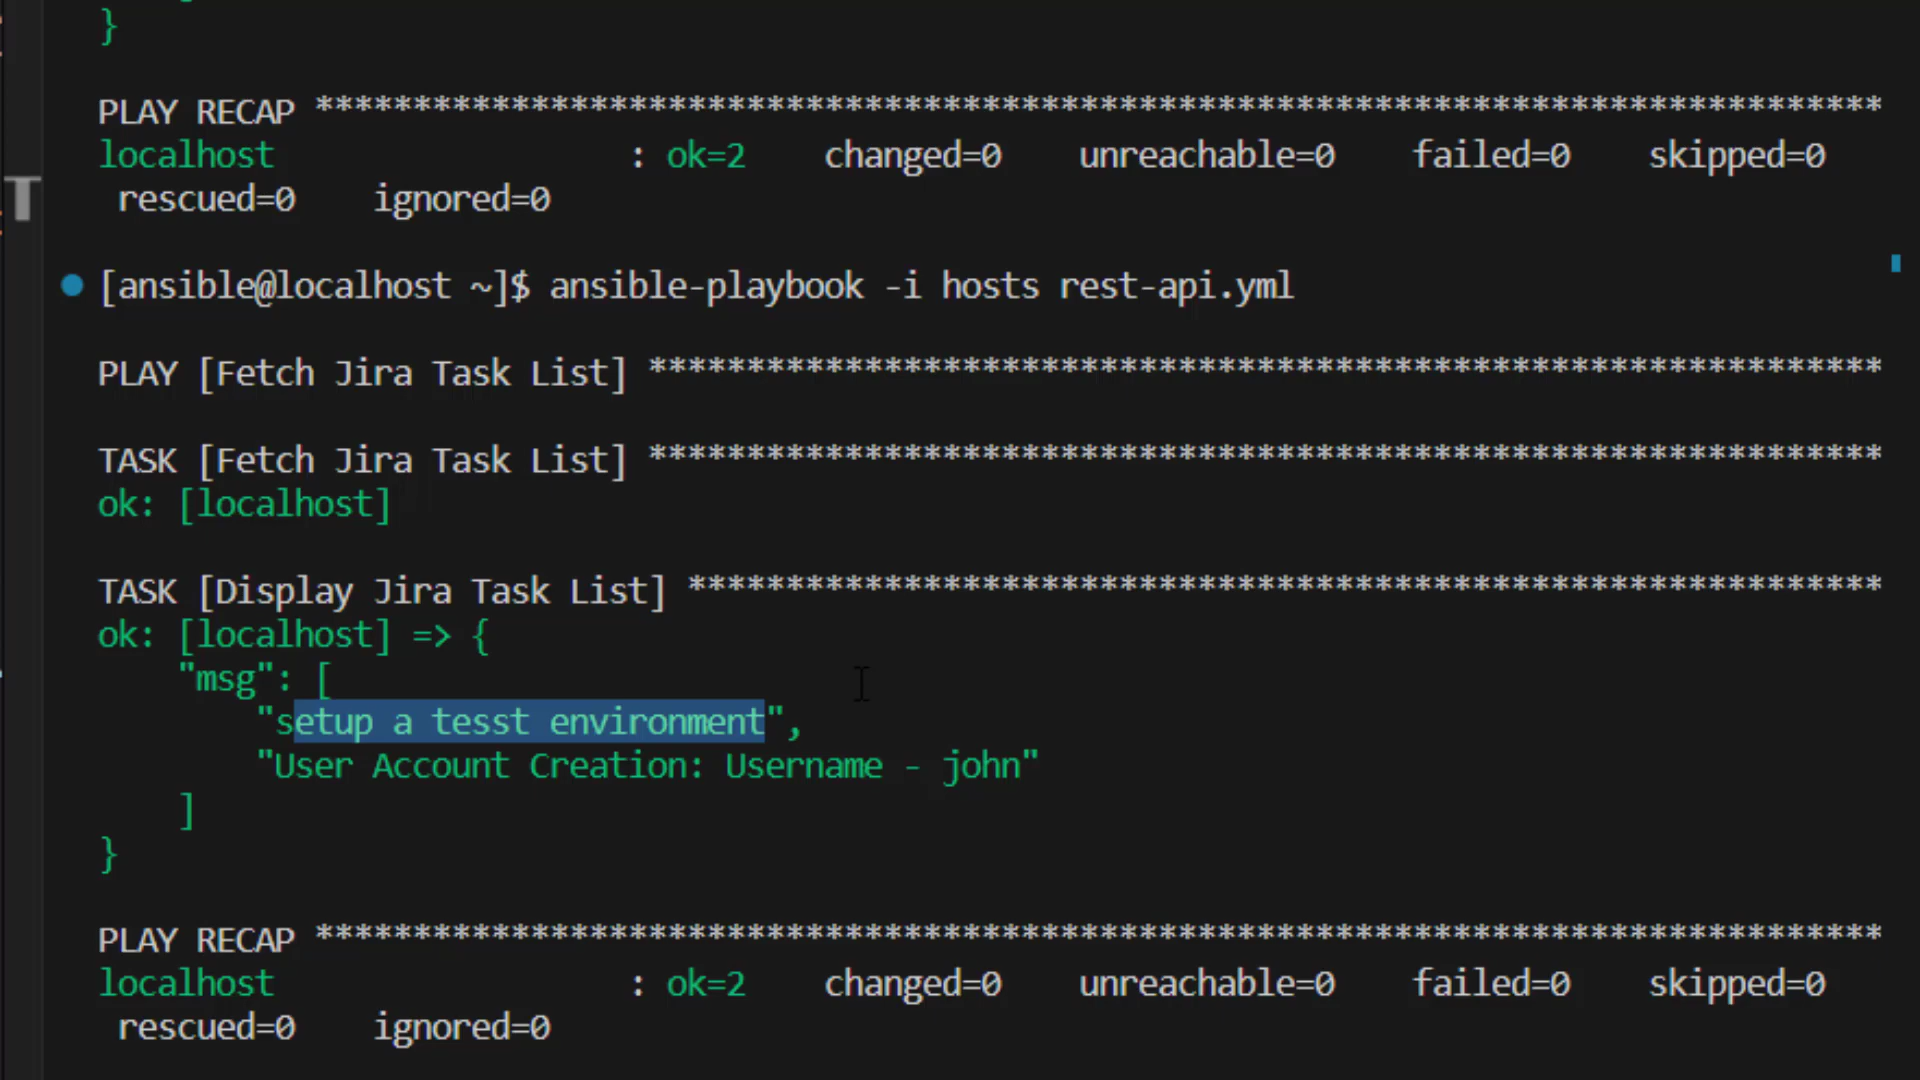 }
PLAY RECAP ********************************************************************************
localhost : ok=2 changed=0 unreachable=0 failed=0 skipped=0
rescued=0 ignored=0
[ansible@localhost ~]$ ansible-playbook -i hosts rest-api.yml
PLAY [Fetch Jira Task List] ***************************************************************
TASK [Fetch Jira Task List] ***************************************************************
ok: [localhost]
TASK [Display Jira Task List] *************************************************************
ok: [localhost] => {
"msg": [
"setup a tesst environment",
"User Account Creation: Username - john"
]
}
PLAY RECAP ********************************************************************************
localhost : ok=2 changed=0 unreachable=0 failed=0 skipped=0
rescued=0 ignored=0